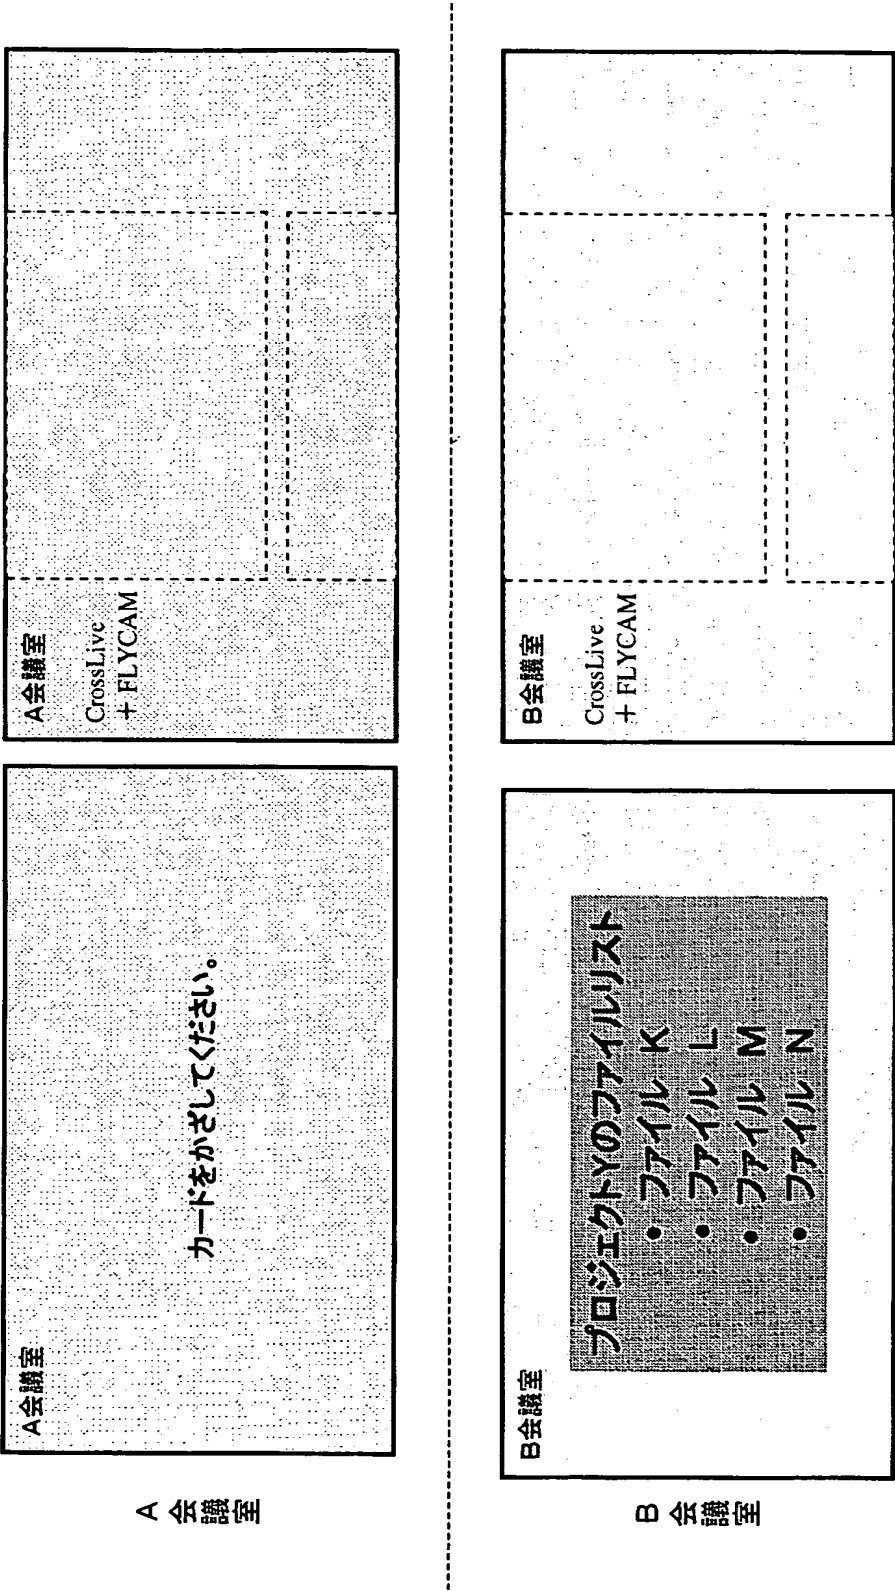 A会議室
A会議室
カードをかざしてください。
A会議室
CrossLive
+ FLYCAM
B会議室
B会議室
プロジェクトYのファイルリスト
• ファイル K
• ファイル L
• ファイル M
• ファイル N
B会議室
CrossLive
+ FLYCAM